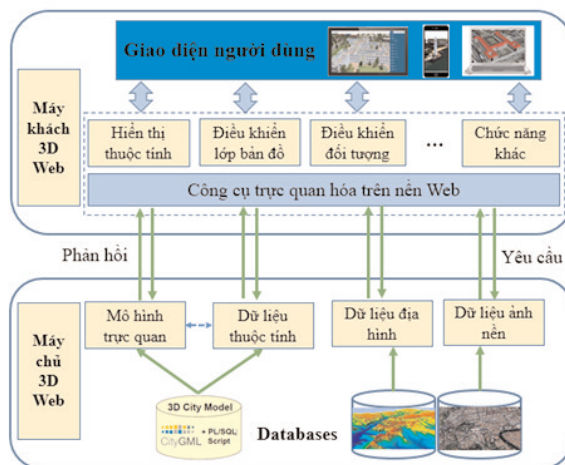 Giao diện người dùng
Máy
khách
3D
Web
Hiển thị
thuộc tính
Điều khiển
lớp bản đồ
Điều khiển
đối tượng
...
Chức năng
khác
Công cụ trực quan hóa trên nền Web
Phản hồi
Yêu cầu
Máy
chủ
3D
Web
Mô hình
trực quan
Dữ liệu
thuộc tính
Dữ liệu địa
hình
Dữ liệu ảnh
nền
3D City Model
CityGML
+ PL/SQL
Script
Databases